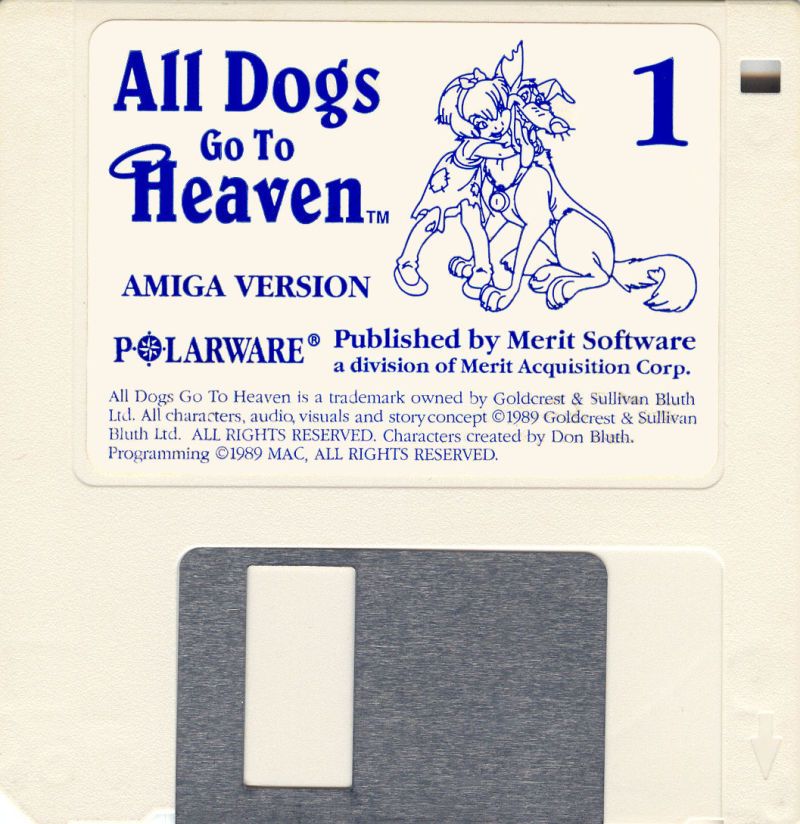 All Dogs
Go To
Heaven™
1
AMIGA VERSION
POLARWARE® Published by Merit Software
a division of Merit Acquisition Corp.
All Dogs Go To Heaven is a trademark owned by Goldcrest & Sullivan Bluth
Ltd. All characters, audio, visuals and story concept ©1989 Goldcrest & Sullivan
Bluth Ltd. ALL RIGHTS RESERVED. Characters created by Don Bluth.
Programming ©1989 MAC, ALL RIGHTS RESERVED.